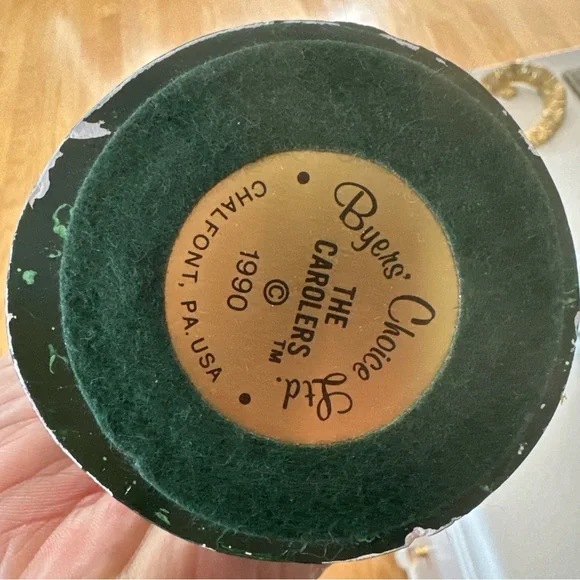 Byers' Choice Ltd.
THE
CAROLERS ™
©
1990
CHALFONT, PA. USA